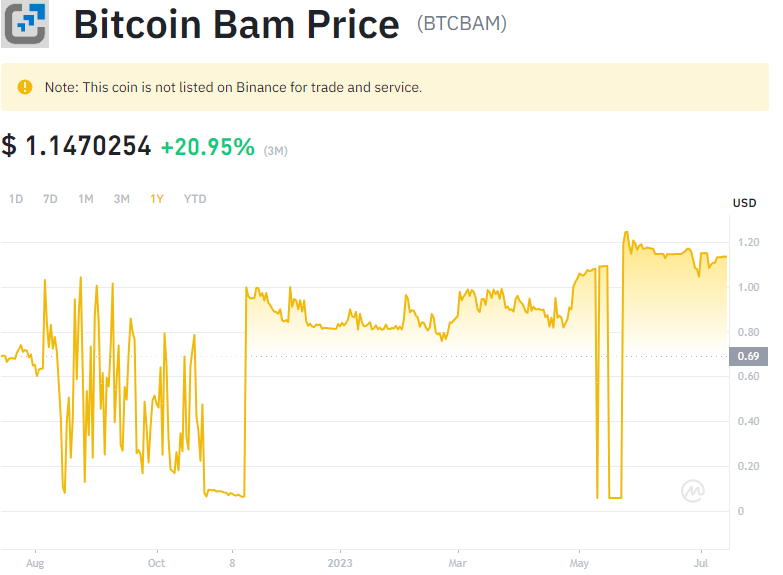 Bitcoin Bam Price (BTCBAM)
Note: This coin is not listed on Binance for trade and service.
$ 1.1470254 +20.95% (3M)
1D 7D 1M 3M 1Y YTD
USD
1.20
1.00
0.80
0.69
0.60
0.40
0.20
0
Aug Oct 8 2023 Mar May Jul